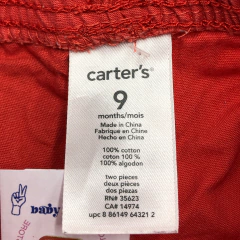 carter's®
9
months/mois
Made in China
Fabriqué en Chine
Hecho en China
100% cotton
coton 100 %
100% algodon
two pieces
deux pièces
dos piezas
RN# 35623
CA# 14974
upc 8 86149 64321 2
baby